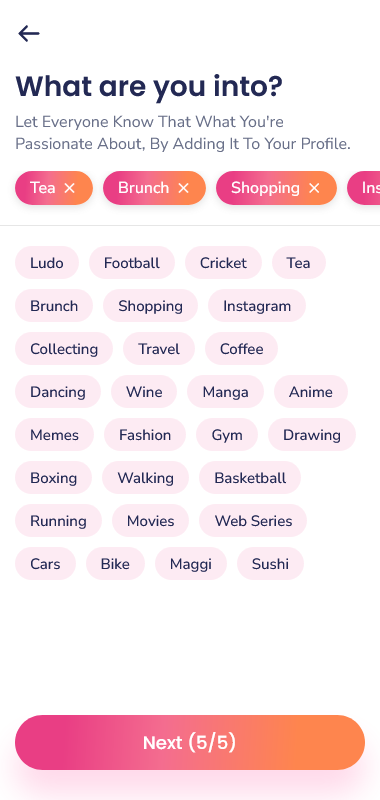 What are you into?
Let Everyone Know That What You're
Passionate About, By Adding It To Your Profile.
Tea Brunch Shopping
Ludo Football Cricket Tea
Brunch Shopping Instagram
Collecting Travel Coffee
Dancing Wine Manga Anime
Memes Fashion Gym Drawing
Boxing Walking Basketball
Running Movies Web Series
Cars Bike Maggi Sushi
Next (5/5)